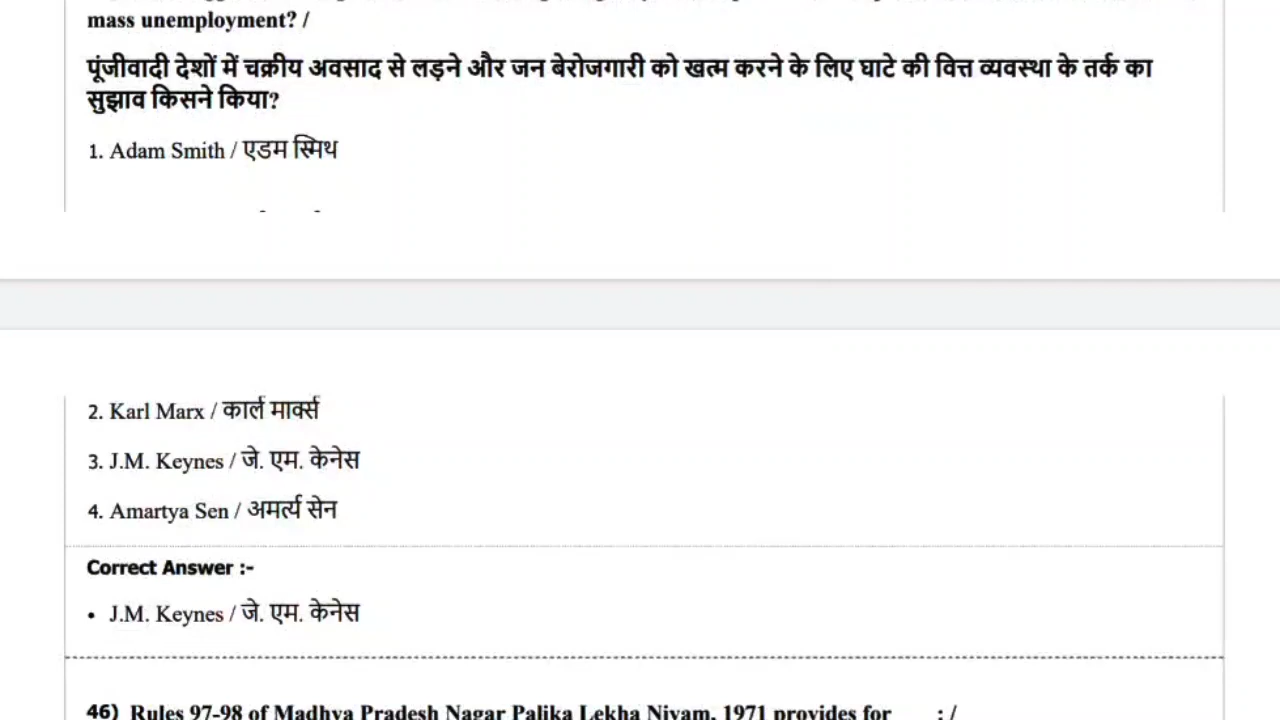 mass unemployment? /
पूंजीवादी देशों में चक्रीय अवसाद से लड़ने और जन बेरोजगारी को खत्म करने के लिए घाटे की वित्त व्यवस्था के तर्क का
सुझाव किसने किया?
1. Adam Smith / एडम स्मिथ
2. Karl Marx / कार्ल मार्क्स
3. J.M. Keynes / जे. एम. केनेस
4. Amartya Sen / अमर्त्य सेन
Correct Answer :-
• J.M. Keynes / जे. एम. केनेस
46) Rules 97-98 of Madhya Pradesh Nagar Palika Lekha Niyam, 1971 provides for : /